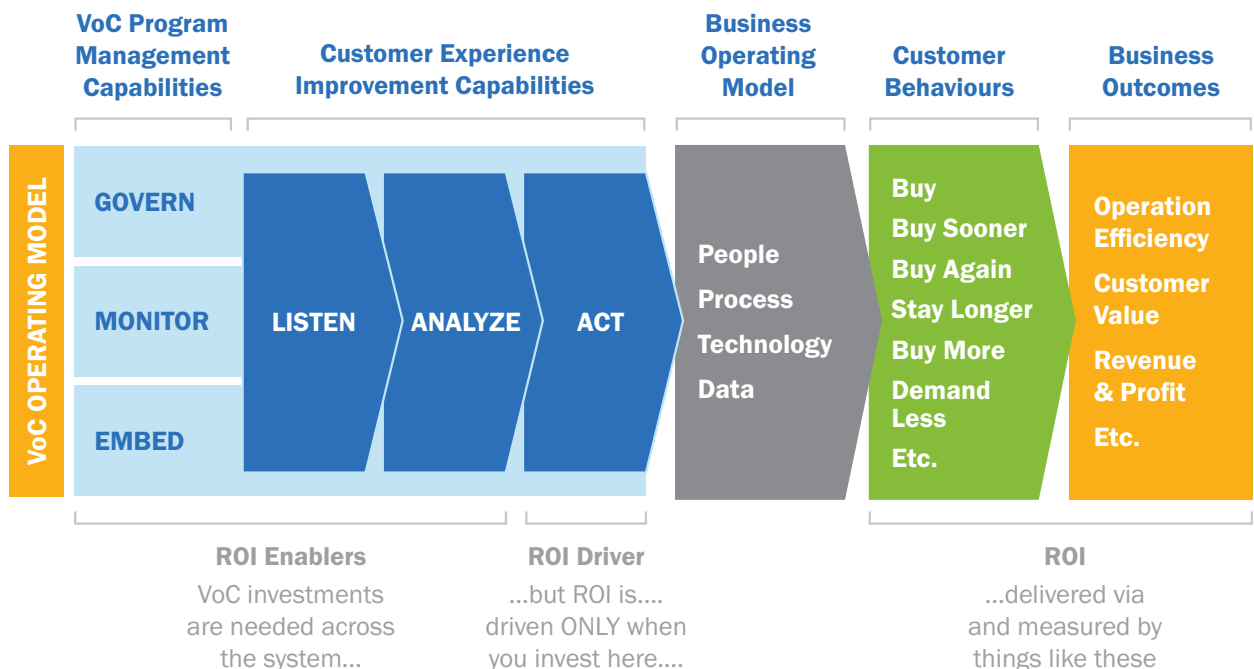 VoC Program
Management
Capabilities
Customer Experience
Improvement Capabilities
Business
Operating
Model
Customer
Behaviours
Business
Outcomes
VoC OPERATING MODEL
GOVERN
MONITOR
EMBED
LISTEN
ANALYZE
ACT
People
Process
Technology
Data
Buy
Buy Sooner
Buy Again
Stay Longer
Buy More
Demand
Less
Etc.
Operation
Efficiency
Customer
Value
Revenue
& Profit
Etc.
ROI Enablers
VoC investments
are needed across
the system...
ROI Driver
...but ROI is....
driven ONLY when
you invest here....
ROI
...delivered via
and measured by
things like these